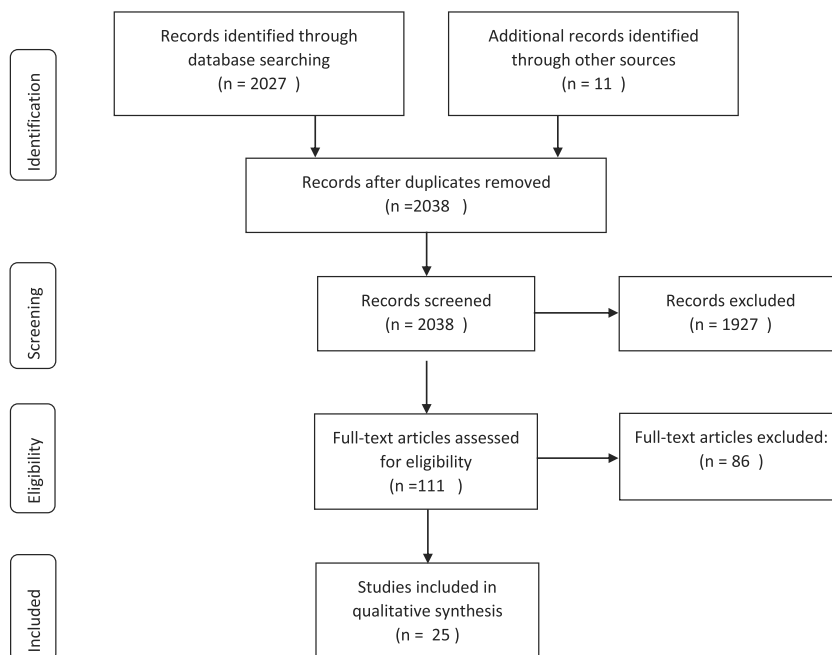 Records identified through
database searching
(n = 2027 )
Additional records identified
through other sources
(n = 11 )
Identification
Records after duplicates removed
(n =2038 )
Records screened
(n = 2038 )
Records excluded
(n = 1927 )
Screening
Full-text articles assessed
for eligibility
(n =111 )
Full-text articles excluded:
(n = 86 )
Eligibility
Studies included in
qualitative synthesis
(n = 25 )
Included